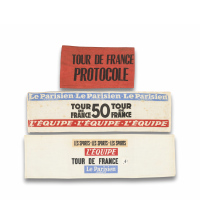 TOUR DE FRANCE
PROTOCOLE
Le Parisien Le Parisien Le Parisien
TOUR DE FRANCE 50 TOUR DE FRANCE
L'ÉQUIPE · L'ÉQUIPE · L'ÉQUIPE
LES SPORTS · LES SPORTS · LES SPORTS
L'ÉQUIPE
TOUR DE FRANCE
Le Parisien